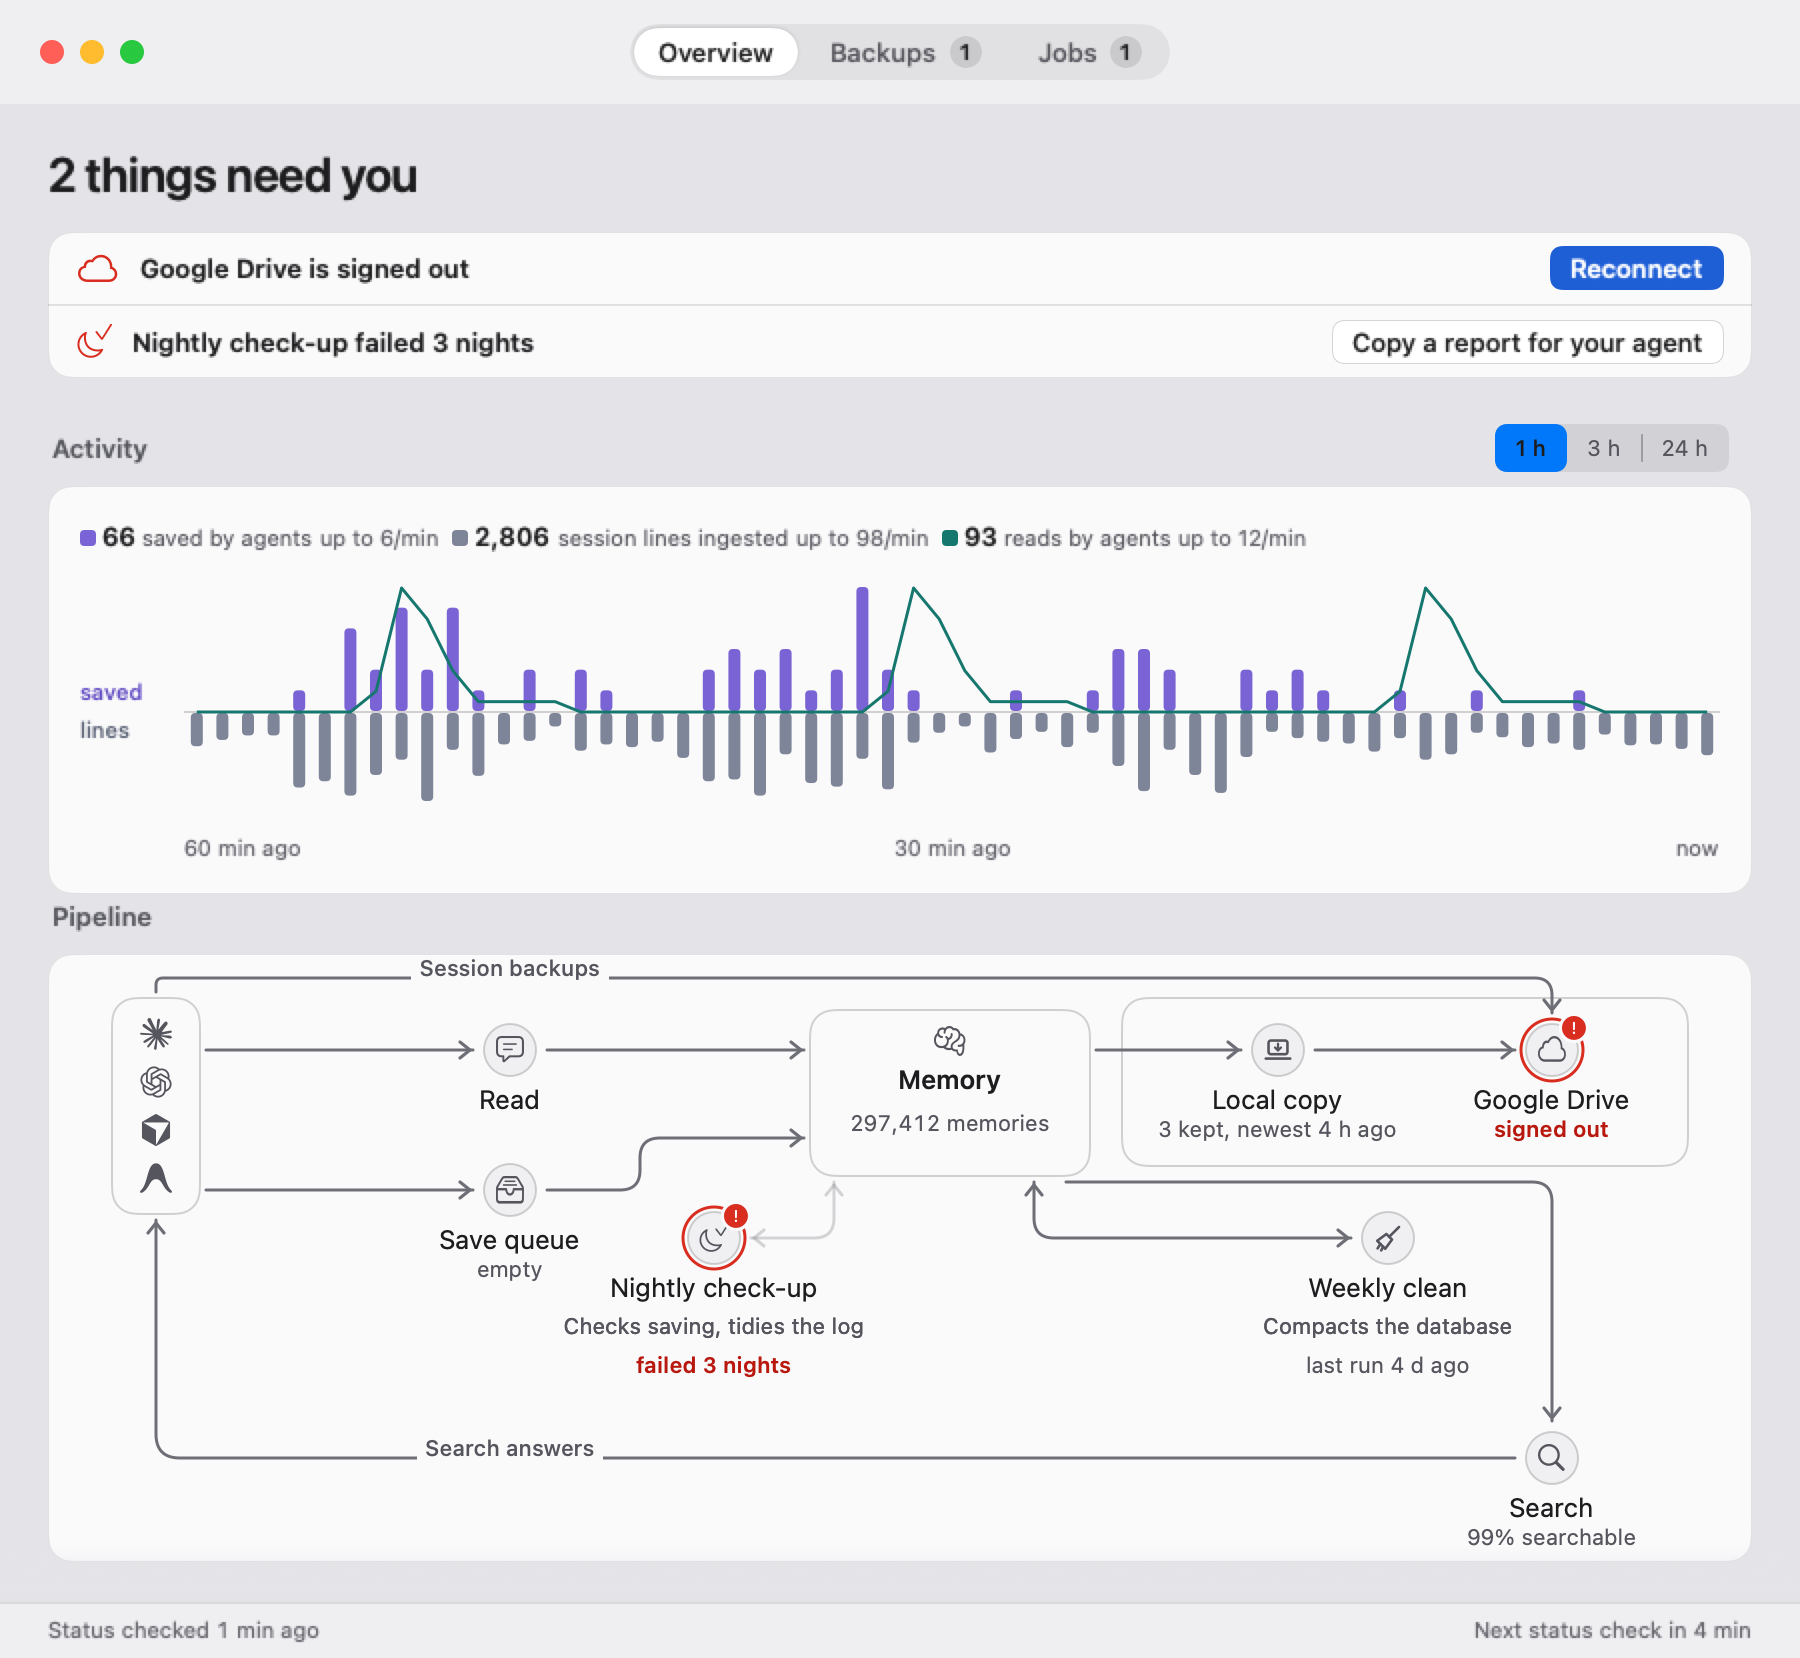 Overview Backups 1 Jobs 1
2 things need you
Google Drive is signed out Reconnect
Nightly check-up failed 3 nights Copy a report for your agent
Activity 1 h 3 h 24 h
66 saved by agents up to 6/min 2,806 session lines ingested up to 98/min 93 reads by agents up to 12/min
saved
lines
60 min ago 30 min ago now
Pipeline
Session backups
Read
Memory
297,412 memories
Local copy
3 kept, newest 4 h ago
! Google Drive
signed out
Save queue
empty
! Nightly check-up
Checks saving, tidies the log
failed 3 nights
Weekly clean
Compacts the database
last run 4 d ago
Search answers
Search
99% searchable
Status checked 1 min ago Next status check in 4 min